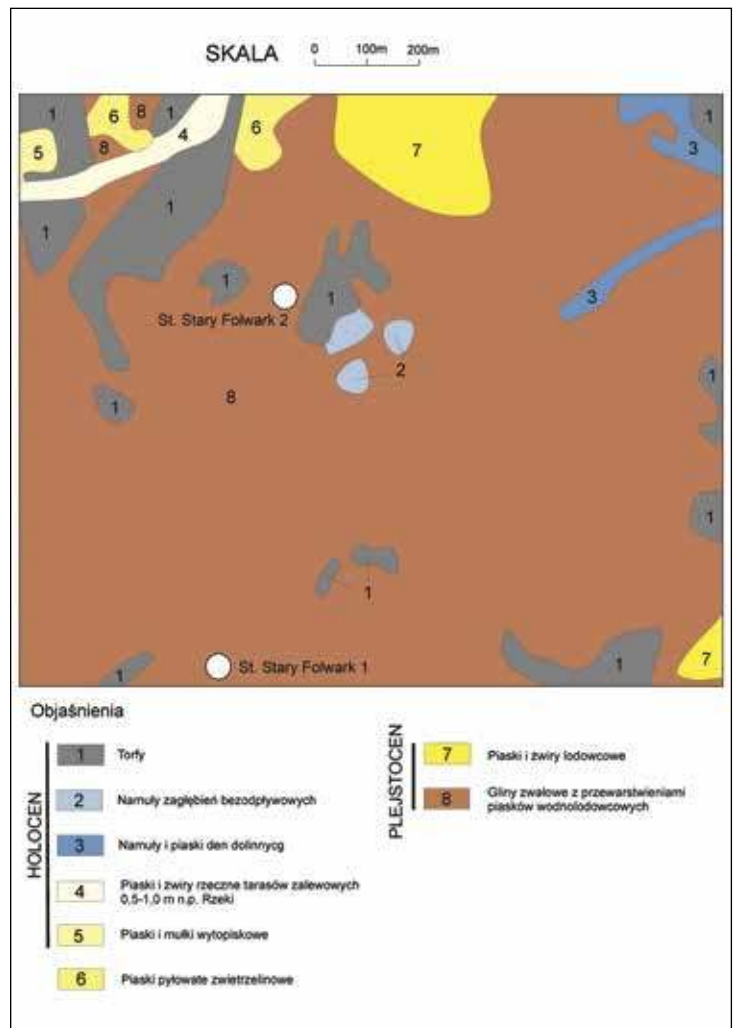 SKALA 0 100m 200m
1 6 8 1 6 7 1
5 8 4 3
1 1
1 1 3
St. Stary Folwark 2
2
1 8 1
1
1
1 St. Stary Folwark 1 1 7
Objaśnienia
HOLOCEN
1 Torfy
2 Namuły zagłębień bezodpływowych
3 Namuły i piaski den dolinnycg
4 Piaski i żwiry rzeczne tarasów zalewowych
0,5-1,0 m n.p. Rzeki
5 Piaski i mułki wytopiskowe
6 Piaski pyłowate zwietrzelinowe
PLEJSTOCEN
7 Piaski i żwiry lodowcowe
8 Gliny zwałowe z przewarstwieniami
piasków wodnolodowcowych